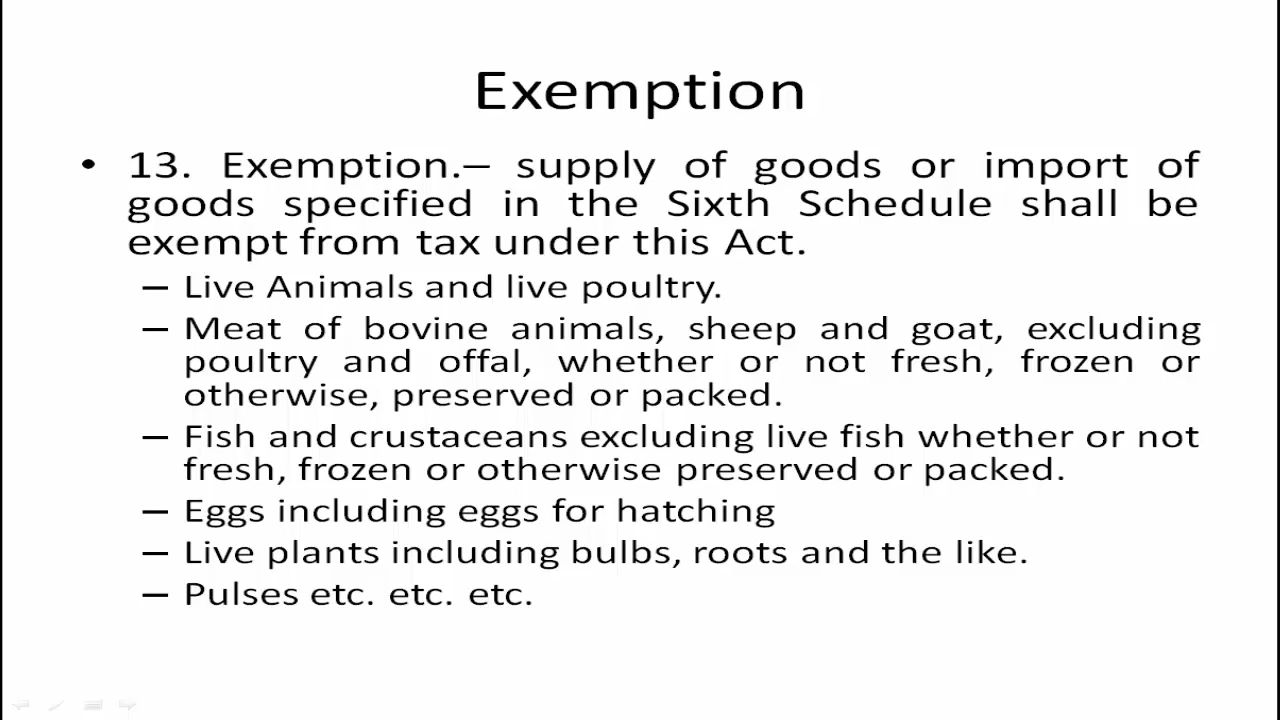 Exemption
• 13. Exemption.– supply of goods or import of
goods specified in the Sixth Schedule shall be
exempt from tax under this Act.
– Live Animals and live poultry.
– Meat of bovine animals, sheep and goat, excluding
poultry and offal, whether or not fresh, frozen or
otherwise, preserved or packed.
– Fish and crustaceans excluding live fish whether or not
fresh, frozen or otherwise preserved or packed.
– Eggs including eggs for hatching
– Live plants including bulbs, roots and the like.
– Pulses etc. etc. etc.